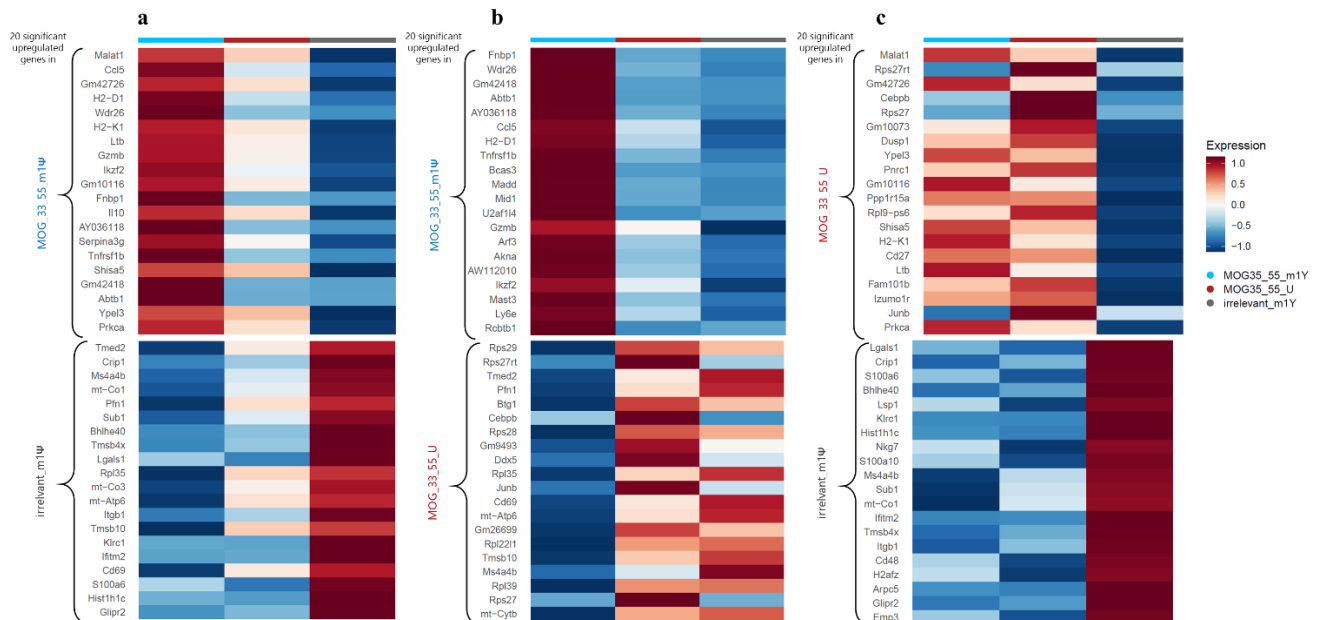 a
20 significant
upregulated
genes in
Malat1
Ccl5
Gm42726
H2-D1
Wdr26
H2-K1
Ltb
Gzmb
Ikzf2
Gm10116
Fnbp1
Il10
AY036118
Serpina3g
Tnfrsf1b
Shisa5
Gm42418
Abtb1
Ypel3
Prkca
MOG_33_55_m1Ψ
Tmed2
Crip1
Ms4a4b
mt-Co1
Pfn1
Sub1
Bhlhe40
Tmsb4x
Lgals1
Rpl35
mt-Co3
mt-Atp6
Itgb1
Tmsb10
Klrc1
Ifitm2
Cd69
S100a6
Hist1h1c
Glipr2
irrelvant_m1Ψ
b
20 significant
upregulated
genes in
Fnbp1
Wdr26
Gm42418
Abtb1
AY036118
Ccl5
H2-D1
Tnfrsf1b
Bcas3
Madd
Mid1
U2af1l4
Gzmb
Arf3
Akna
AW112010
Ikzf2
Mast3
Ly6e
Rcbtb1
MOG_33_55_m1Ψ
Rps29
Rps27rt
Tmed2
Pfn1
Btg1
Cebpb
Rps28
Gm9493
Ddx5
Rpl35
Junb
Cd69
mt-Atp6
Gm26699
Rpl22l1
Tmsb10
Ms4a4b
Rpl39
Rps27
mt-Cytb
MOG_33_55_U
c
20 significant
upregulated
genes in
Malat1
Rps27rt
Gm42726
Cebpb
Rps27
Gm10073
Dusp1
Ypel3
Pnrc1
Gm10116
Ppp1r15a
Rpl9-ps6
Shisa5
H2-K1
Cd27
Ltb
Fam101b
Izumo1r
Junb
Prkca
MOG_33_55_U
Lgals1
Crip1
S100a6
Bhlhe40
Lsp1
Klrc1
Hist1h1c
Nkg7
S100a10
Ms4a4b
Sub1
mt-Co1
Ifitm2
Tmsb4x
Itgb1
Cd48
H2afz
Arpc5
Glipr2
Emp3
irrelvant_m1Ψ
Expression
1.0
0.5
0.0
-0.5
-1.0
MOG35_55_m1Y
MOG35_55_U
irrelevant_m1Y